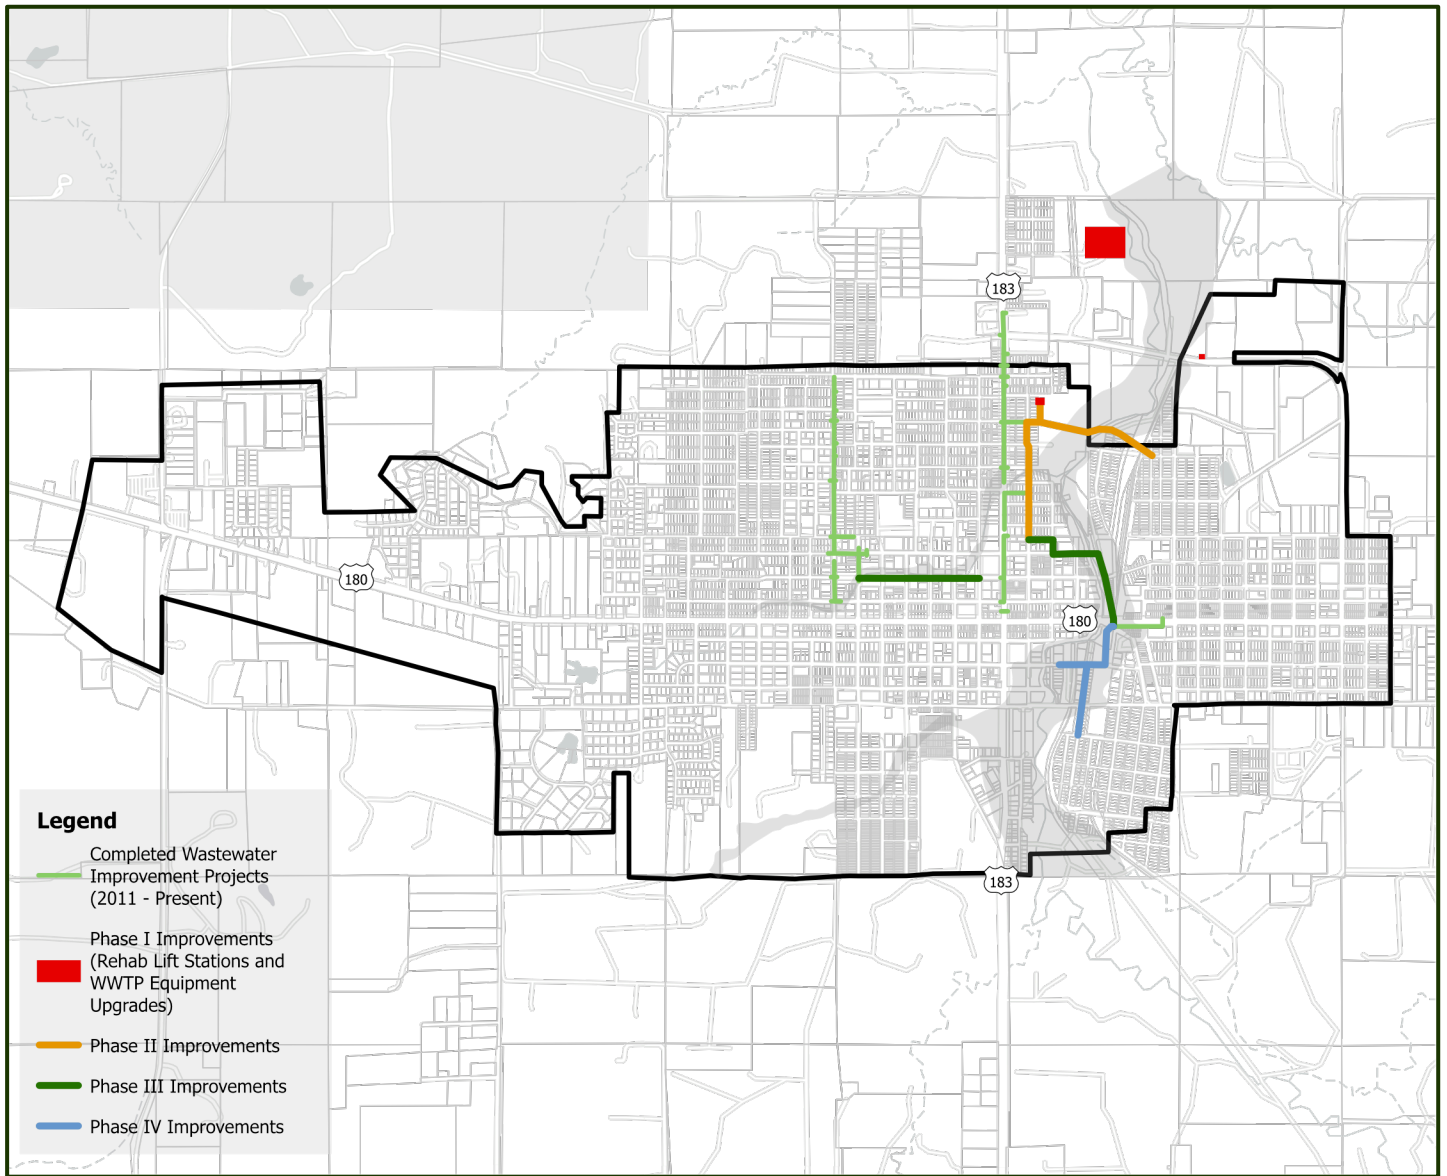 183
180
180
183
Legend
Completed Wastewater
Improvement Projects
(2011 - Present)
Phase I Improvements
(Rehab Lift Stations and
WWTP Equipment
Upgrades)
Phase II Improvements
Phase III Improvements
Phase IV Improvements